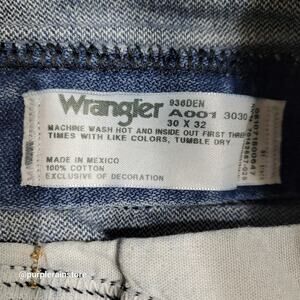 Wrangler
936DEN
A001 3030
30 X 32
MACHINE WASH HOT AND INSIDE OUT FIRST THREE
TIMES WITH LIKE COLORS, TUMBLE DRY
MADE IN MEXICO
100% COTTON
EXCLUSIVE OF DECORATION
@purplerainstore